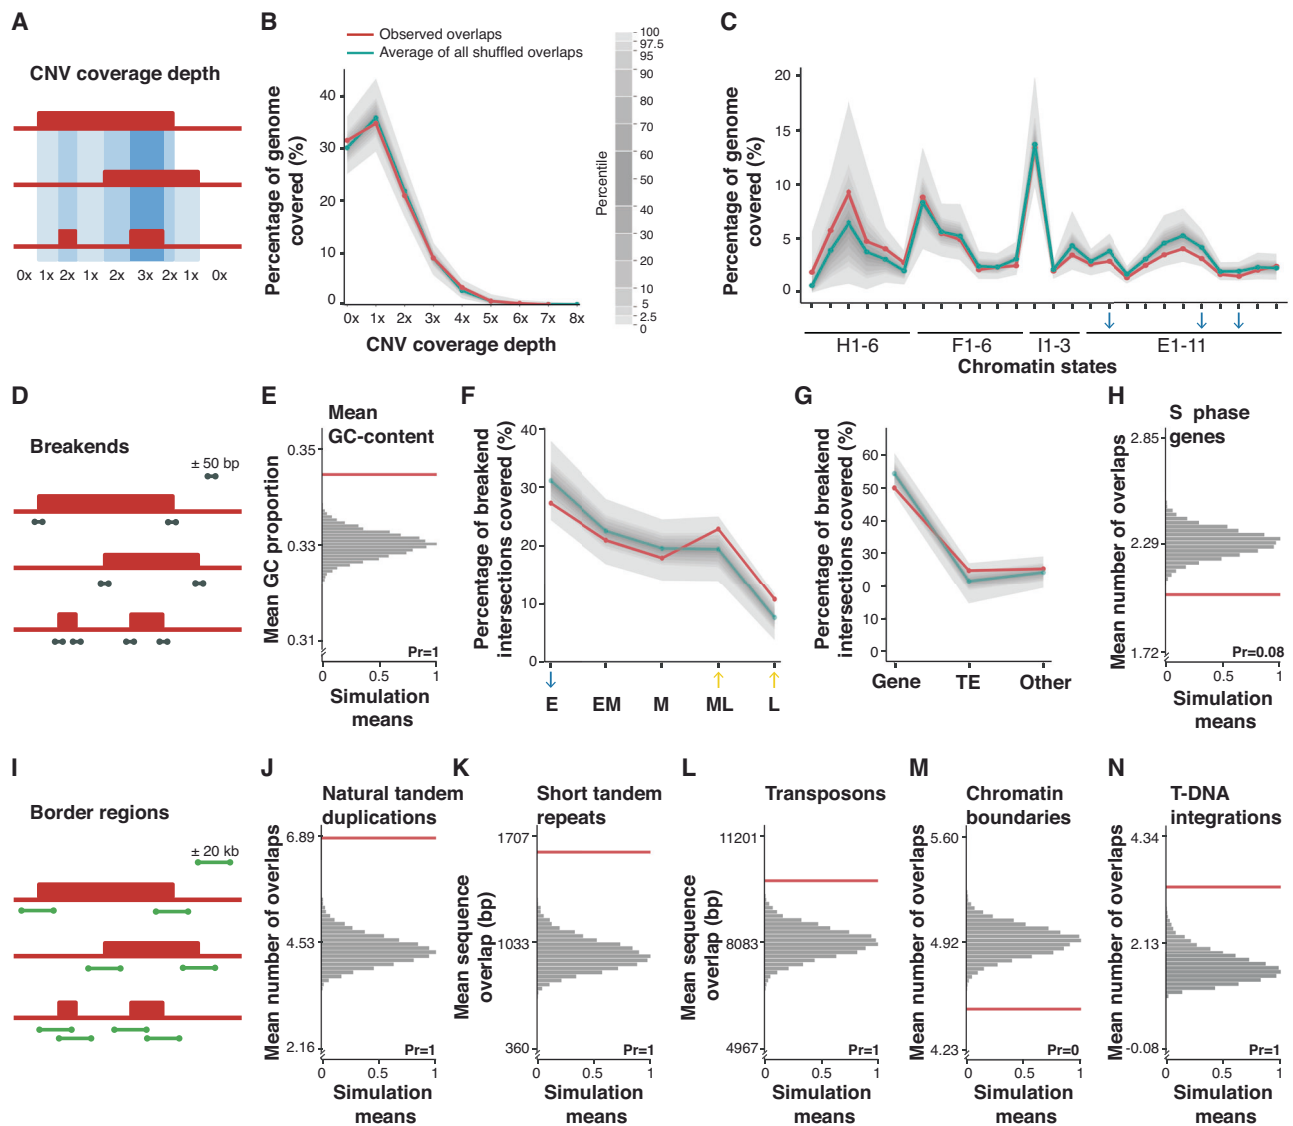 A
CNV coverage depth
0x 1x 2x 1x 2x 3x 2x 1x 0x
B
Observed overlaps
Average of all shuffled overlaps
Percentage of genome
covered (%)
40
30
20
10
0
0x 1x 2x 3x 4x 5x 6x 7x 8x
CNV coverage depth
Percentile
100
97.5
95
90
80
70
60
50
40
30
20
10
5
2.5
0
C
Percentage of genome
covered (%)
20
15
10
5
0
H1-6 F1-6 I1-3 E1-11
Chromatin states
D
Breakends
± 50 bp
E
Mean
GC-content
Mean GC proportion
0.35
0.33
0.31
Pr=1
0 0.5 1
Simulation
means
F
Percentage of breakend
intersections covered (%)
40
30
20
10
0
E EM M ML L
G
Percentage of breakend
intersections covered (%)
60
50
40
30
0
10
0
Gene TE Other
H
S phase
genes
Mean number of overlaps
2.85
2.29
1.72
Pr=0.08
0 0.5 1
Simulation
means
I
Border regions
± 20 kb
J
Natural tandem
duplications
Mean number of overlaps
6.89
4.53
2.16
Pr=1
0 0.5 1
Simulation
means
K
Short tandem
repeats
Mean sequence
overlap (bp)
1707
1033
360
Pr=1
0 0.5 1
Simulation
means
L
Transposons
Mean sequence
overlap (bp)
11201
8083
4967
Pr=1
0 0.5 1
Simulation
means
M
Chromatin
boundaries
Mean number of overlaps
5.60
4.92
4.23
Pr=0
0 0.5 1
Simulation
means
N
T-DNA
integrations
Mean number of overlaps
4.34
2.13
-0.08
Pr=1
0 0.5 1
Simulation
means